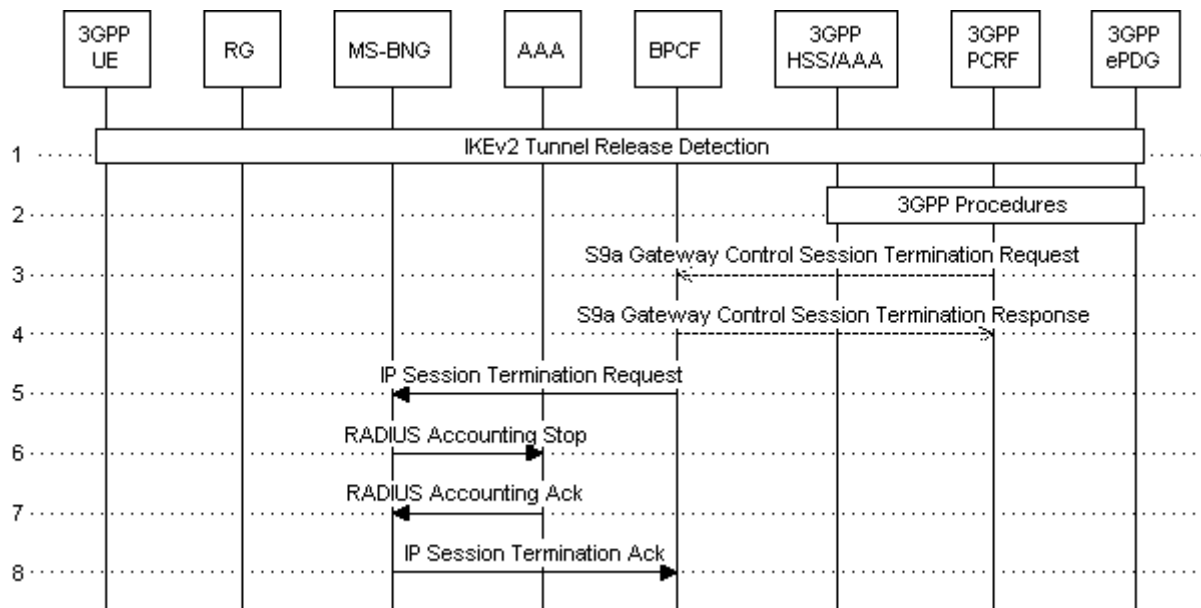 3GPP
UE
RG
MS-BNG
AAA
BPCF
3GPP
HSS/AAA
3GPP
PCRF
3GPP
ePDG
1
IKEv2 Tunnel Release Detection
2
3GPP Procedures
S9a Gateway Control Session Termination Request
3
S9a Gateway Control Session Termination Response
4
IP Session Termination Request
5
RADIUS Accounting Stop
6
RADIUS Accounting Ack
7
IP Session Termination Ack
8